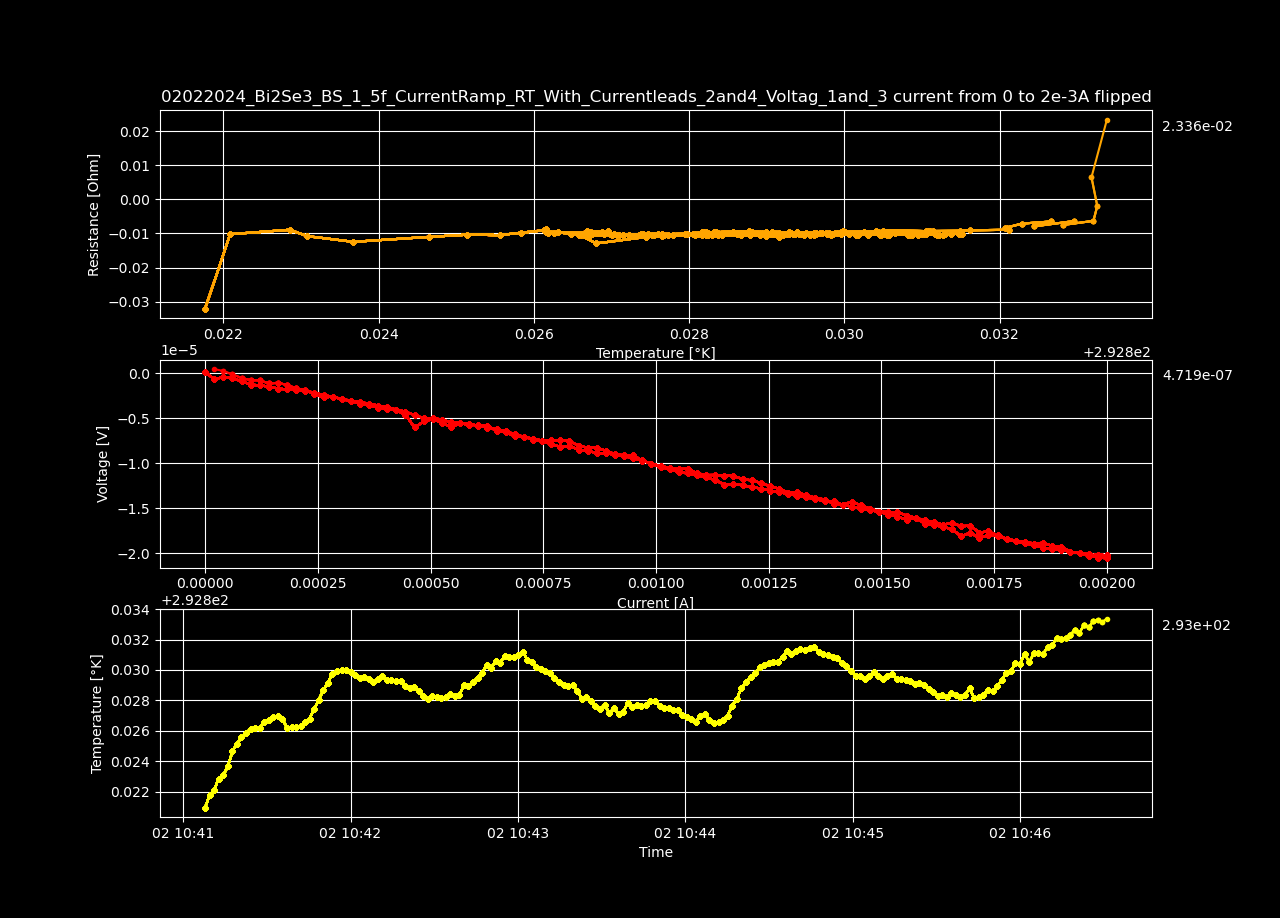 02022024_Bi2Se3_BS_1_5f_CurrentRamp_RT_With_Currentleads_2and4_Voltag_1and_3 current from 0 to 2e-3A flipped
2.336e-02
Resistance [Ohm]
0.02
0.01
0.00
−0.01
−0.02
−0.03
0.022 0.024 0.026 0.028 0.030 0.032
Temperature [°K]
+2.928e2
1e−5
4.719e-07
Voltage [V]
0.0
−0.5
−1.0
−1.5
−2.0
0.00000 0.00025 0.00050 0.00075 0.00100 0.00125 0.00150 0.00175 0.00200
Current [A]
+2.928e2
2.93e+02
Temperature [°K]
0.034
0.032
0.030
0.028
0.026
0.024
0.022
02 10:41 02 10:42 02 10:43 02 10:44 02 10:45 02 10:46
Time